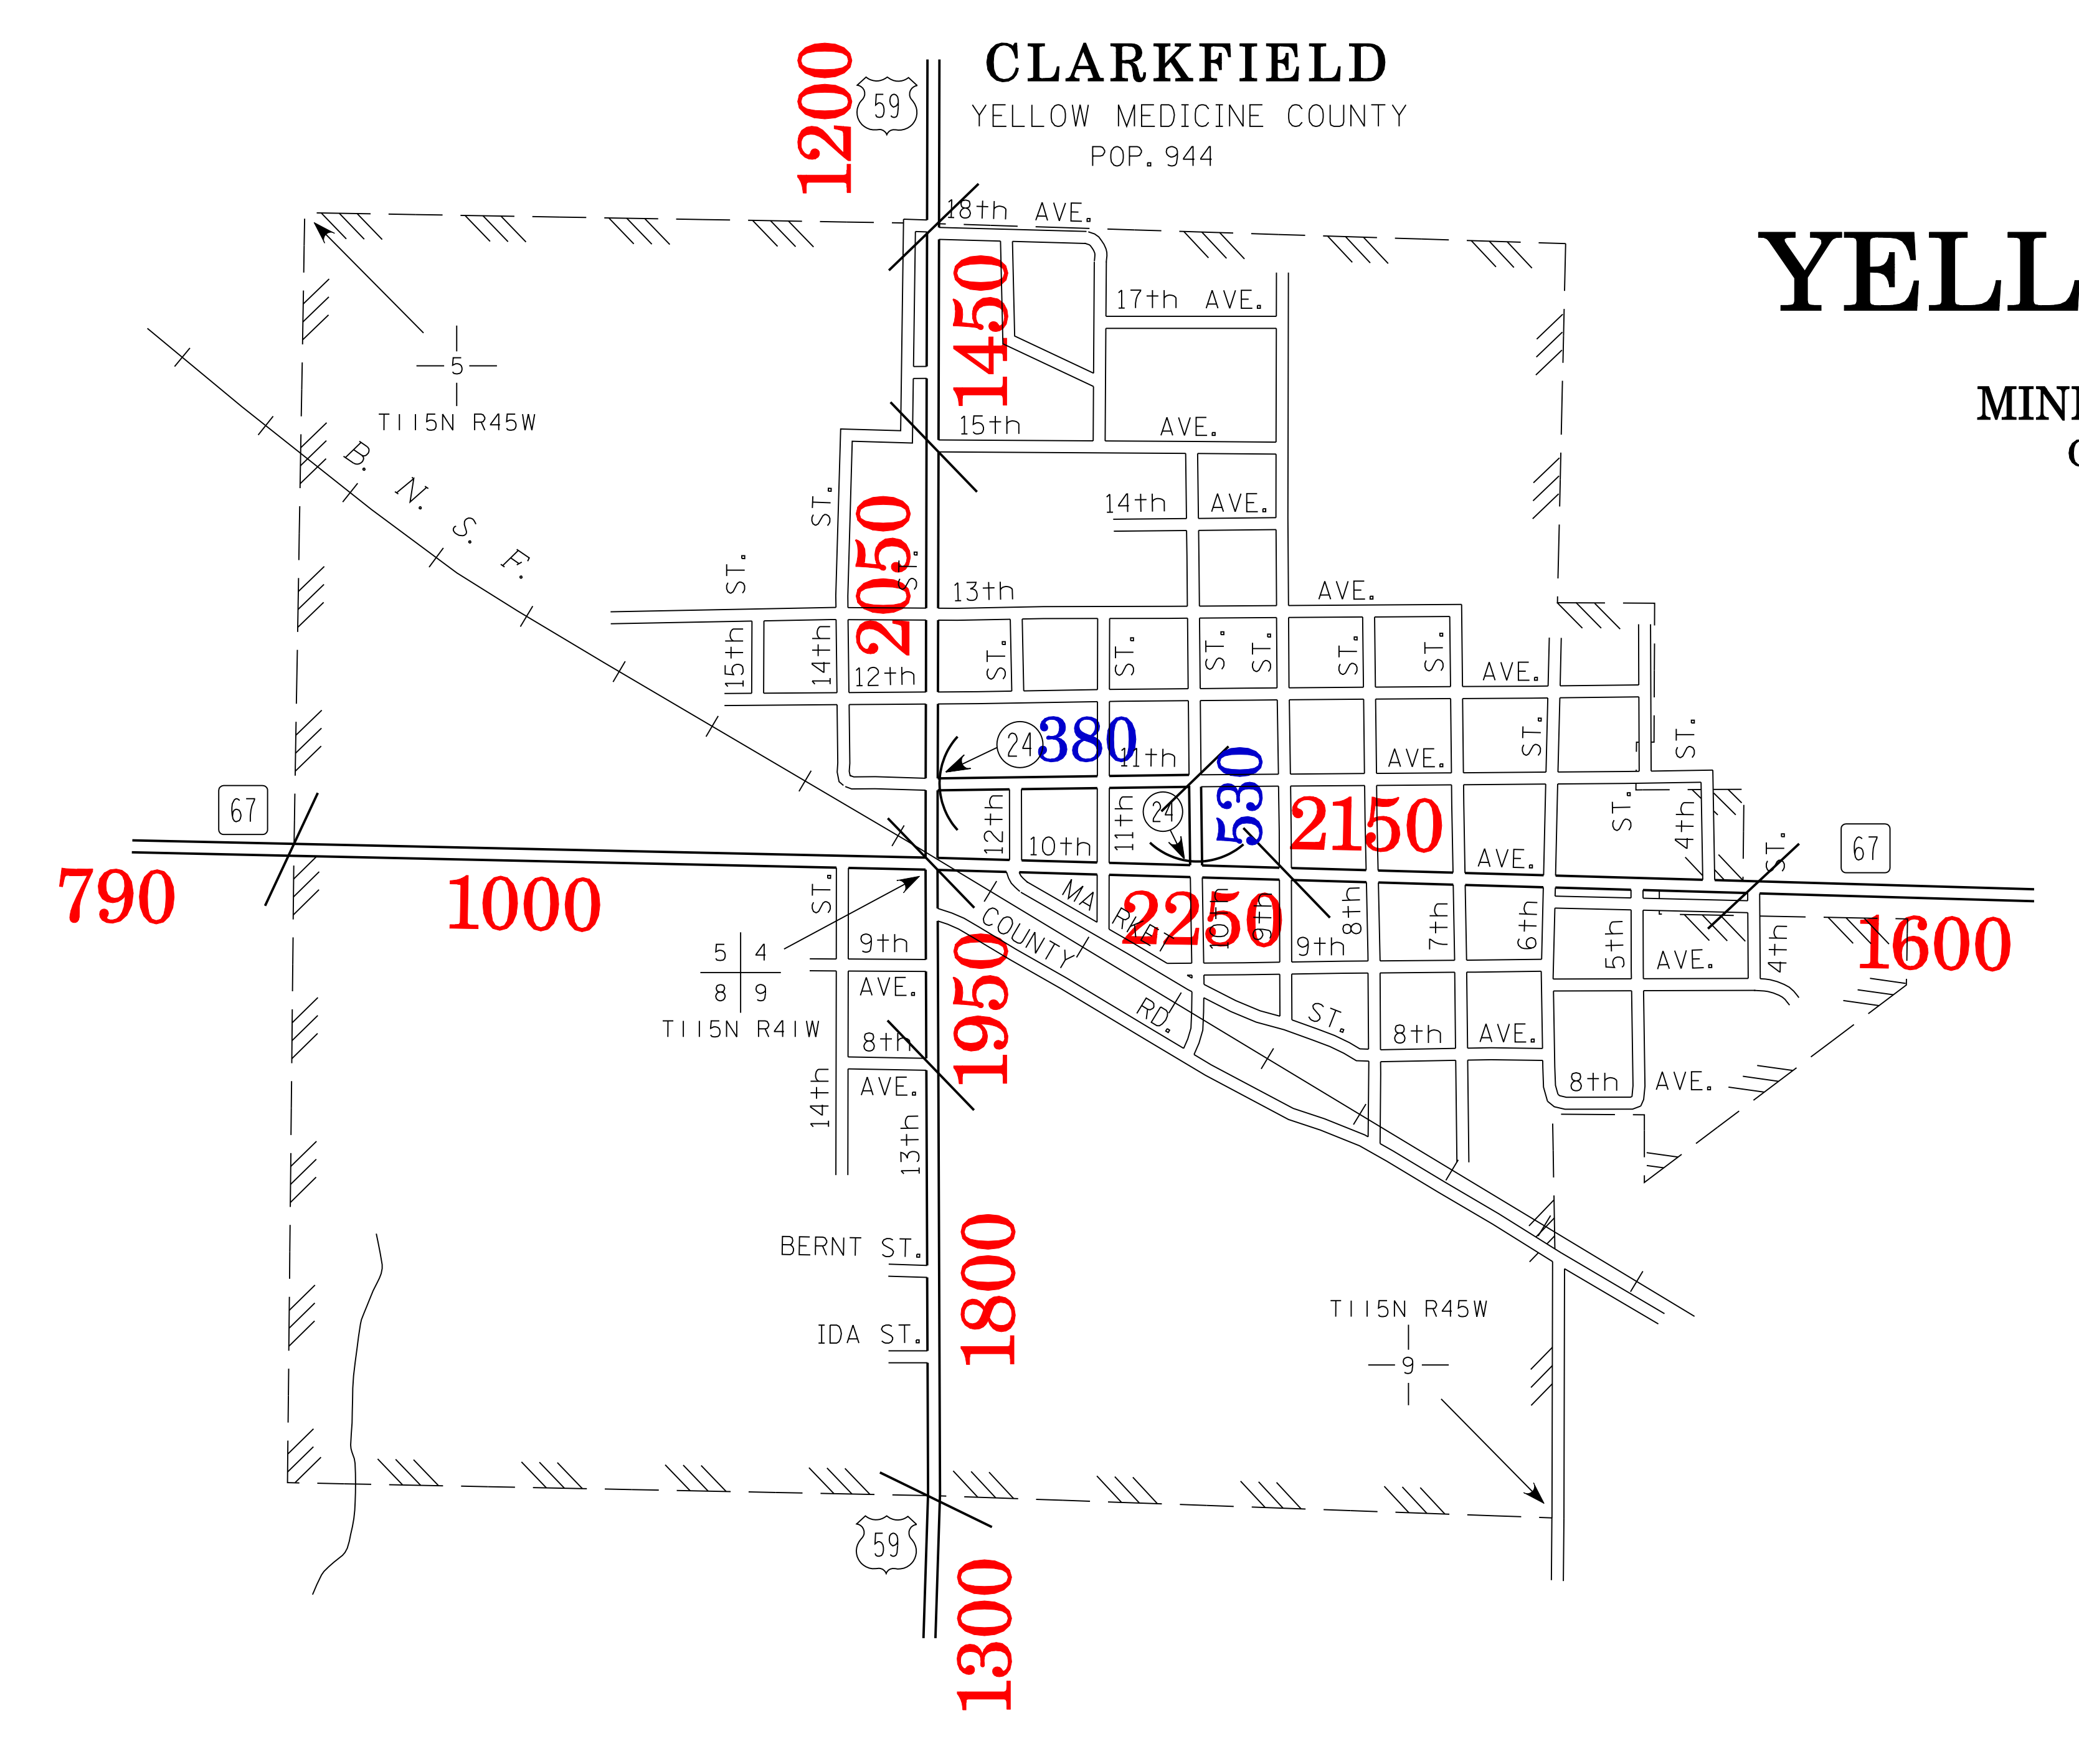 CLARKFIELD
YELLOW MEDICINE COUNTY
POP. 944
1200
59
18th AVE.
YELL
1450
17th AVE.
MIN
5
T115N R45W
15th AVE.
B. N. S. F.
14th AVE.
ST.
2050
ST.
ST.
13th AVE.
15th
14th
12th
ST.
ST.
ST.
ST.
ST.
ST.
AVE.
24
380
11th
AVE.
ST.
ST.
530
67
12th
10th
11th
24
2150
AVE.
ST.
4th
ST.
67
790
1000
ST.
MARKET
2250
10th
9th
8th
7th
6th
5th
4th
1600
COUNTY
RD.
9th
AVE.
9th
AVE.
5 4
8 9
T115N R41W
1950
ST.
8th
AVE.
8th AVE.
14th
13th
8th AVE.
BERNT ST.
1800
IDA ST.
T115N R45W
9
59
1300